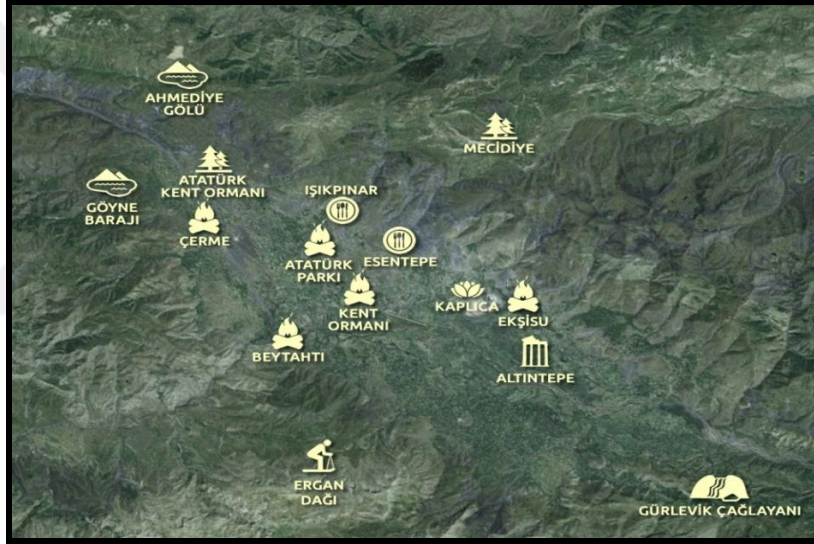 AHMEDİYE
GÖLÜ
MECİDİYE
ATATÜRK
KENT ORMANI
GÖYNE
BARAJI
IŞIKPINAR
ÇERME
ATATÜRK
PARKI
ESENTEPE
KENT
ORMANI
KAPLICA
EKŞİSU
BEYTAHTI
ALTINTEPE
ERGAN
DAĞI
GÜRLEVİK ÇAĞLAYANI